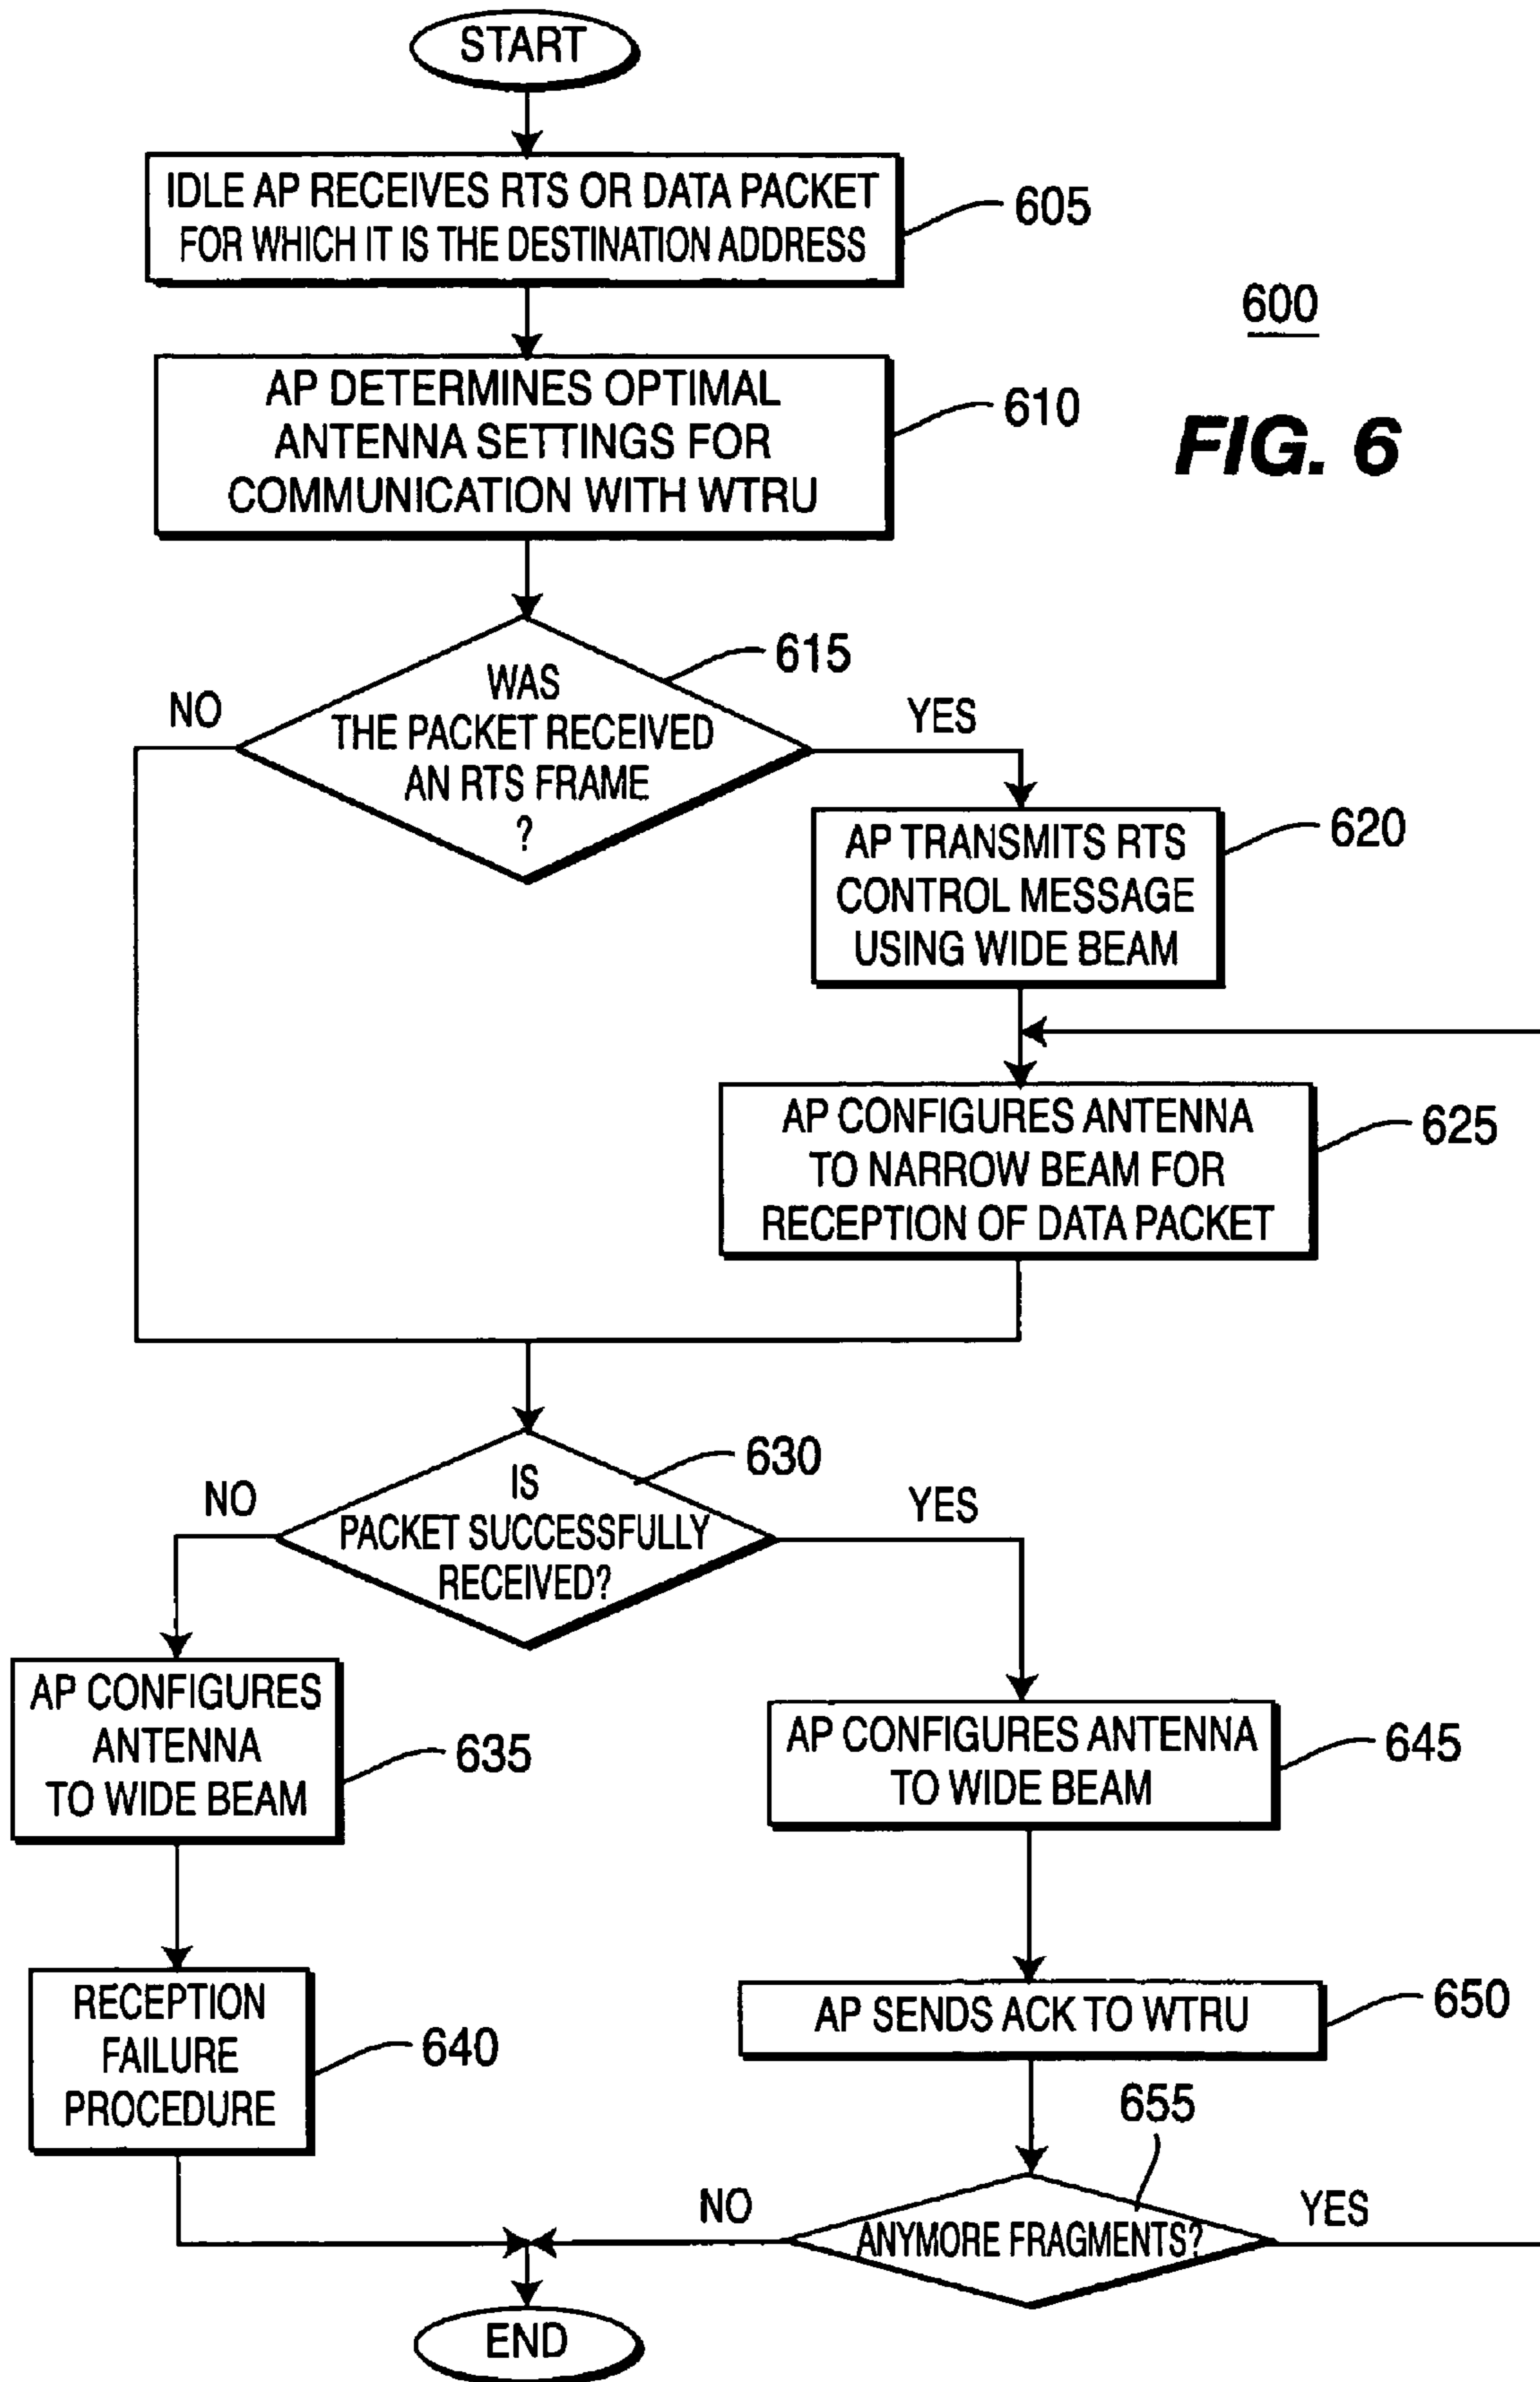 START
IDLE AP RECEIVES RTS OR DATA PACKET
FOR WHICH IT IS THE DESTINATION ADDRESS
605
600
FIG. 6
AP DETERMINES OPTIMAL
ANTENNA SETTINGS FOR
COMMUNICATION WITH WTRU
610
WAS
THE PACKET RECEIVED
AN RTS FRAME
?
615
NO
YES
AP TRANSMITS RTS
CONTROL MESSAGE
USING WIDE BEAM
620
AP CONFIGURES ANTENNA
TO NARROW BEAM FOR
RECEPTION OF DATA PACKET
625
IS
PACKET SUCCESSFULLY
RECEIVED?
630
NO
YES
AP CONFIGURES
ANTENNA
TO WIDE BEAM
635
AP CONFIGURES ANTENNA
TO WIDE BEAM
645
RECEPTION
FAILURE
PROCEDURE
640
AP SENDS ACK TO WTRU
650
655
ANYMORE FRAGMENTS?
NO
YES
END